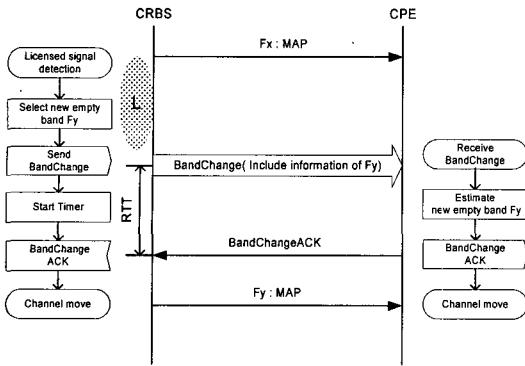 CRBS
CPE
Fx : MAP
Licensed signal
detection
L
Select new empty
band Fy
Send
BandChange
BandChange( Include information of Fy)
Receive
BandChange
Start Timer
RTT
Estimate
new empty band Fy
BandChange
ACK
BandChangeACK
BandChange
ACK
Channel move
Fy : MAP
Channel move